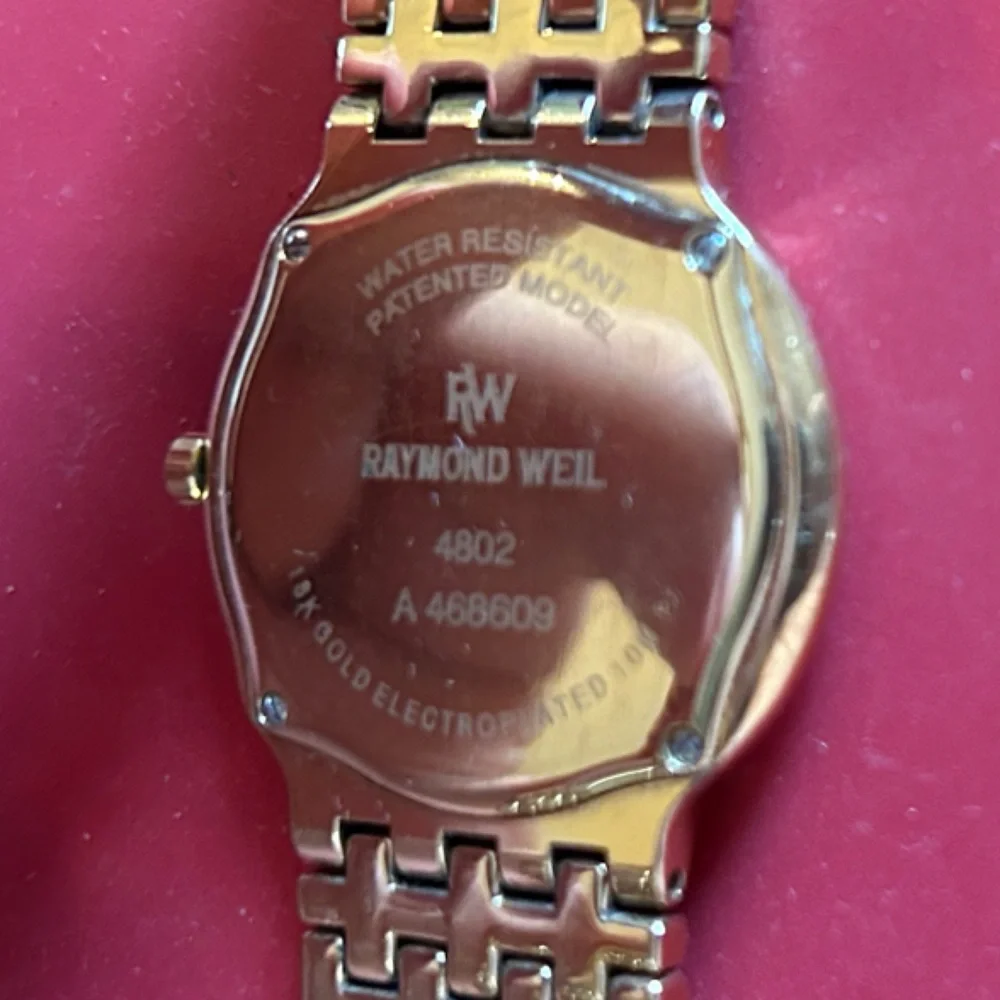 WATER RESISTANT
PATENTED MODEL
RW
RAYMOND WEIL
4802
A 468609
18K GOLD ELECTROPLATED